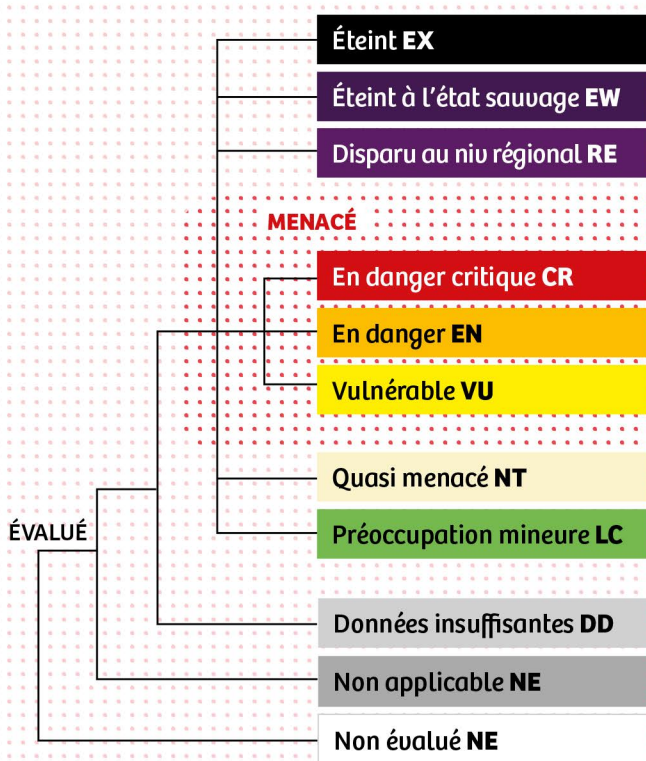 Éteint EX
Éteint à l'état sauvage EW
Disparu au niv régional RE
MENACÉ
En danger critique CR
En danger EN
Vulnérable VU
Quasi menacé NT
ÉVALUÉ
Préoccupation mineure LC
Données insuffisantes DD
Non applicable NE
Non évalué NE